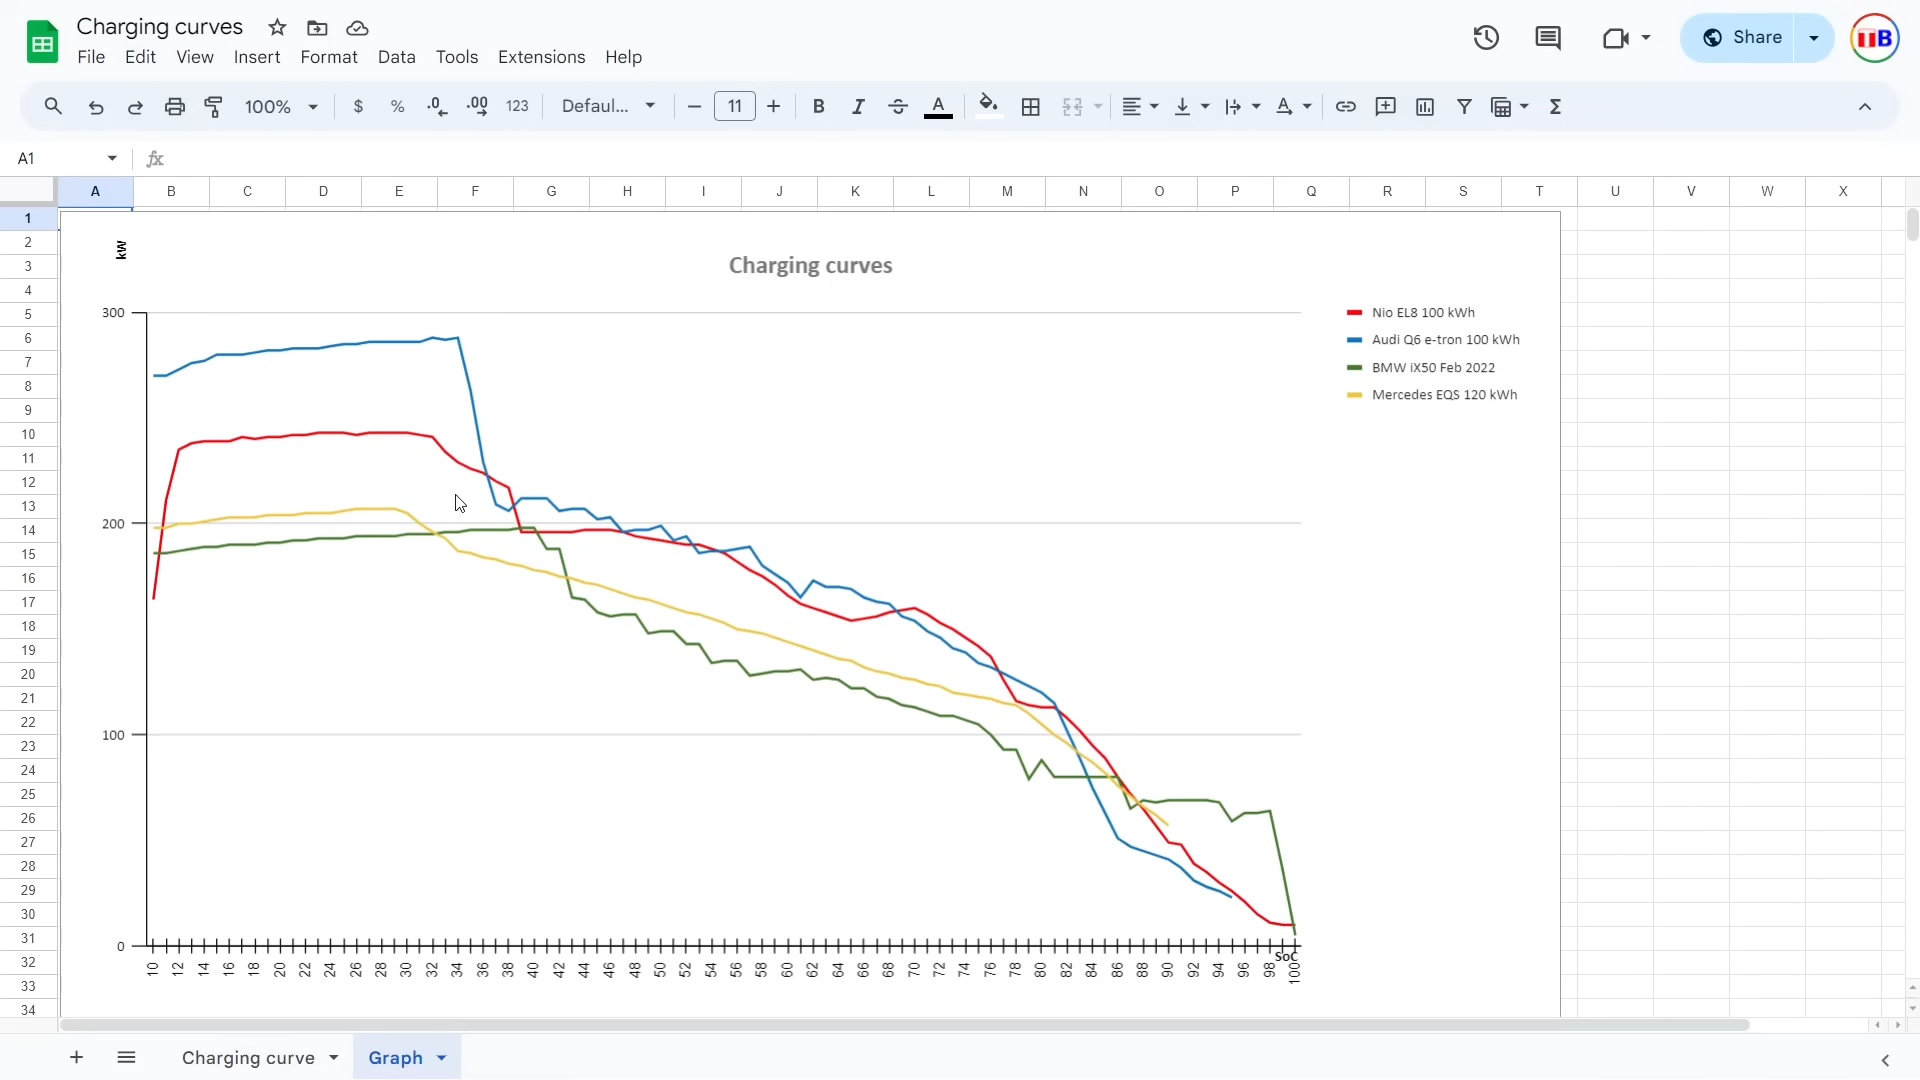 Charging curves
File Edit View Insert Format Data Tools Extensions Help
Share
B
100% $ % .0 .00 123 Defaul... 11 B I S A A Σ
A1 fx
A B C D E F G H I J K L M N O P Q R S T U V W X
1
2
3
4
5
6
7
8
9
10
11
12
13
14
15
16
17
18
19
20
21
22
23
24
25
26
27
28
29
30
31
32
33
34
kW
Charging curves
300
200
100
0
Nio EL8 100 kWh
Audi Q6 e-tron 100 kWh
BMW iX50 Feb 2022
Mercedes EQS 120 kWh
SoC
10 12 14 16 18 20 22 24 26 28 30 32 34 36 38 40 42 44 46 48 50 52 54 56 58 60 62 64 66 68 70 72 74 76 78 80 82 84 86 88 90 92 94 96 98 100
Charging curve Graph